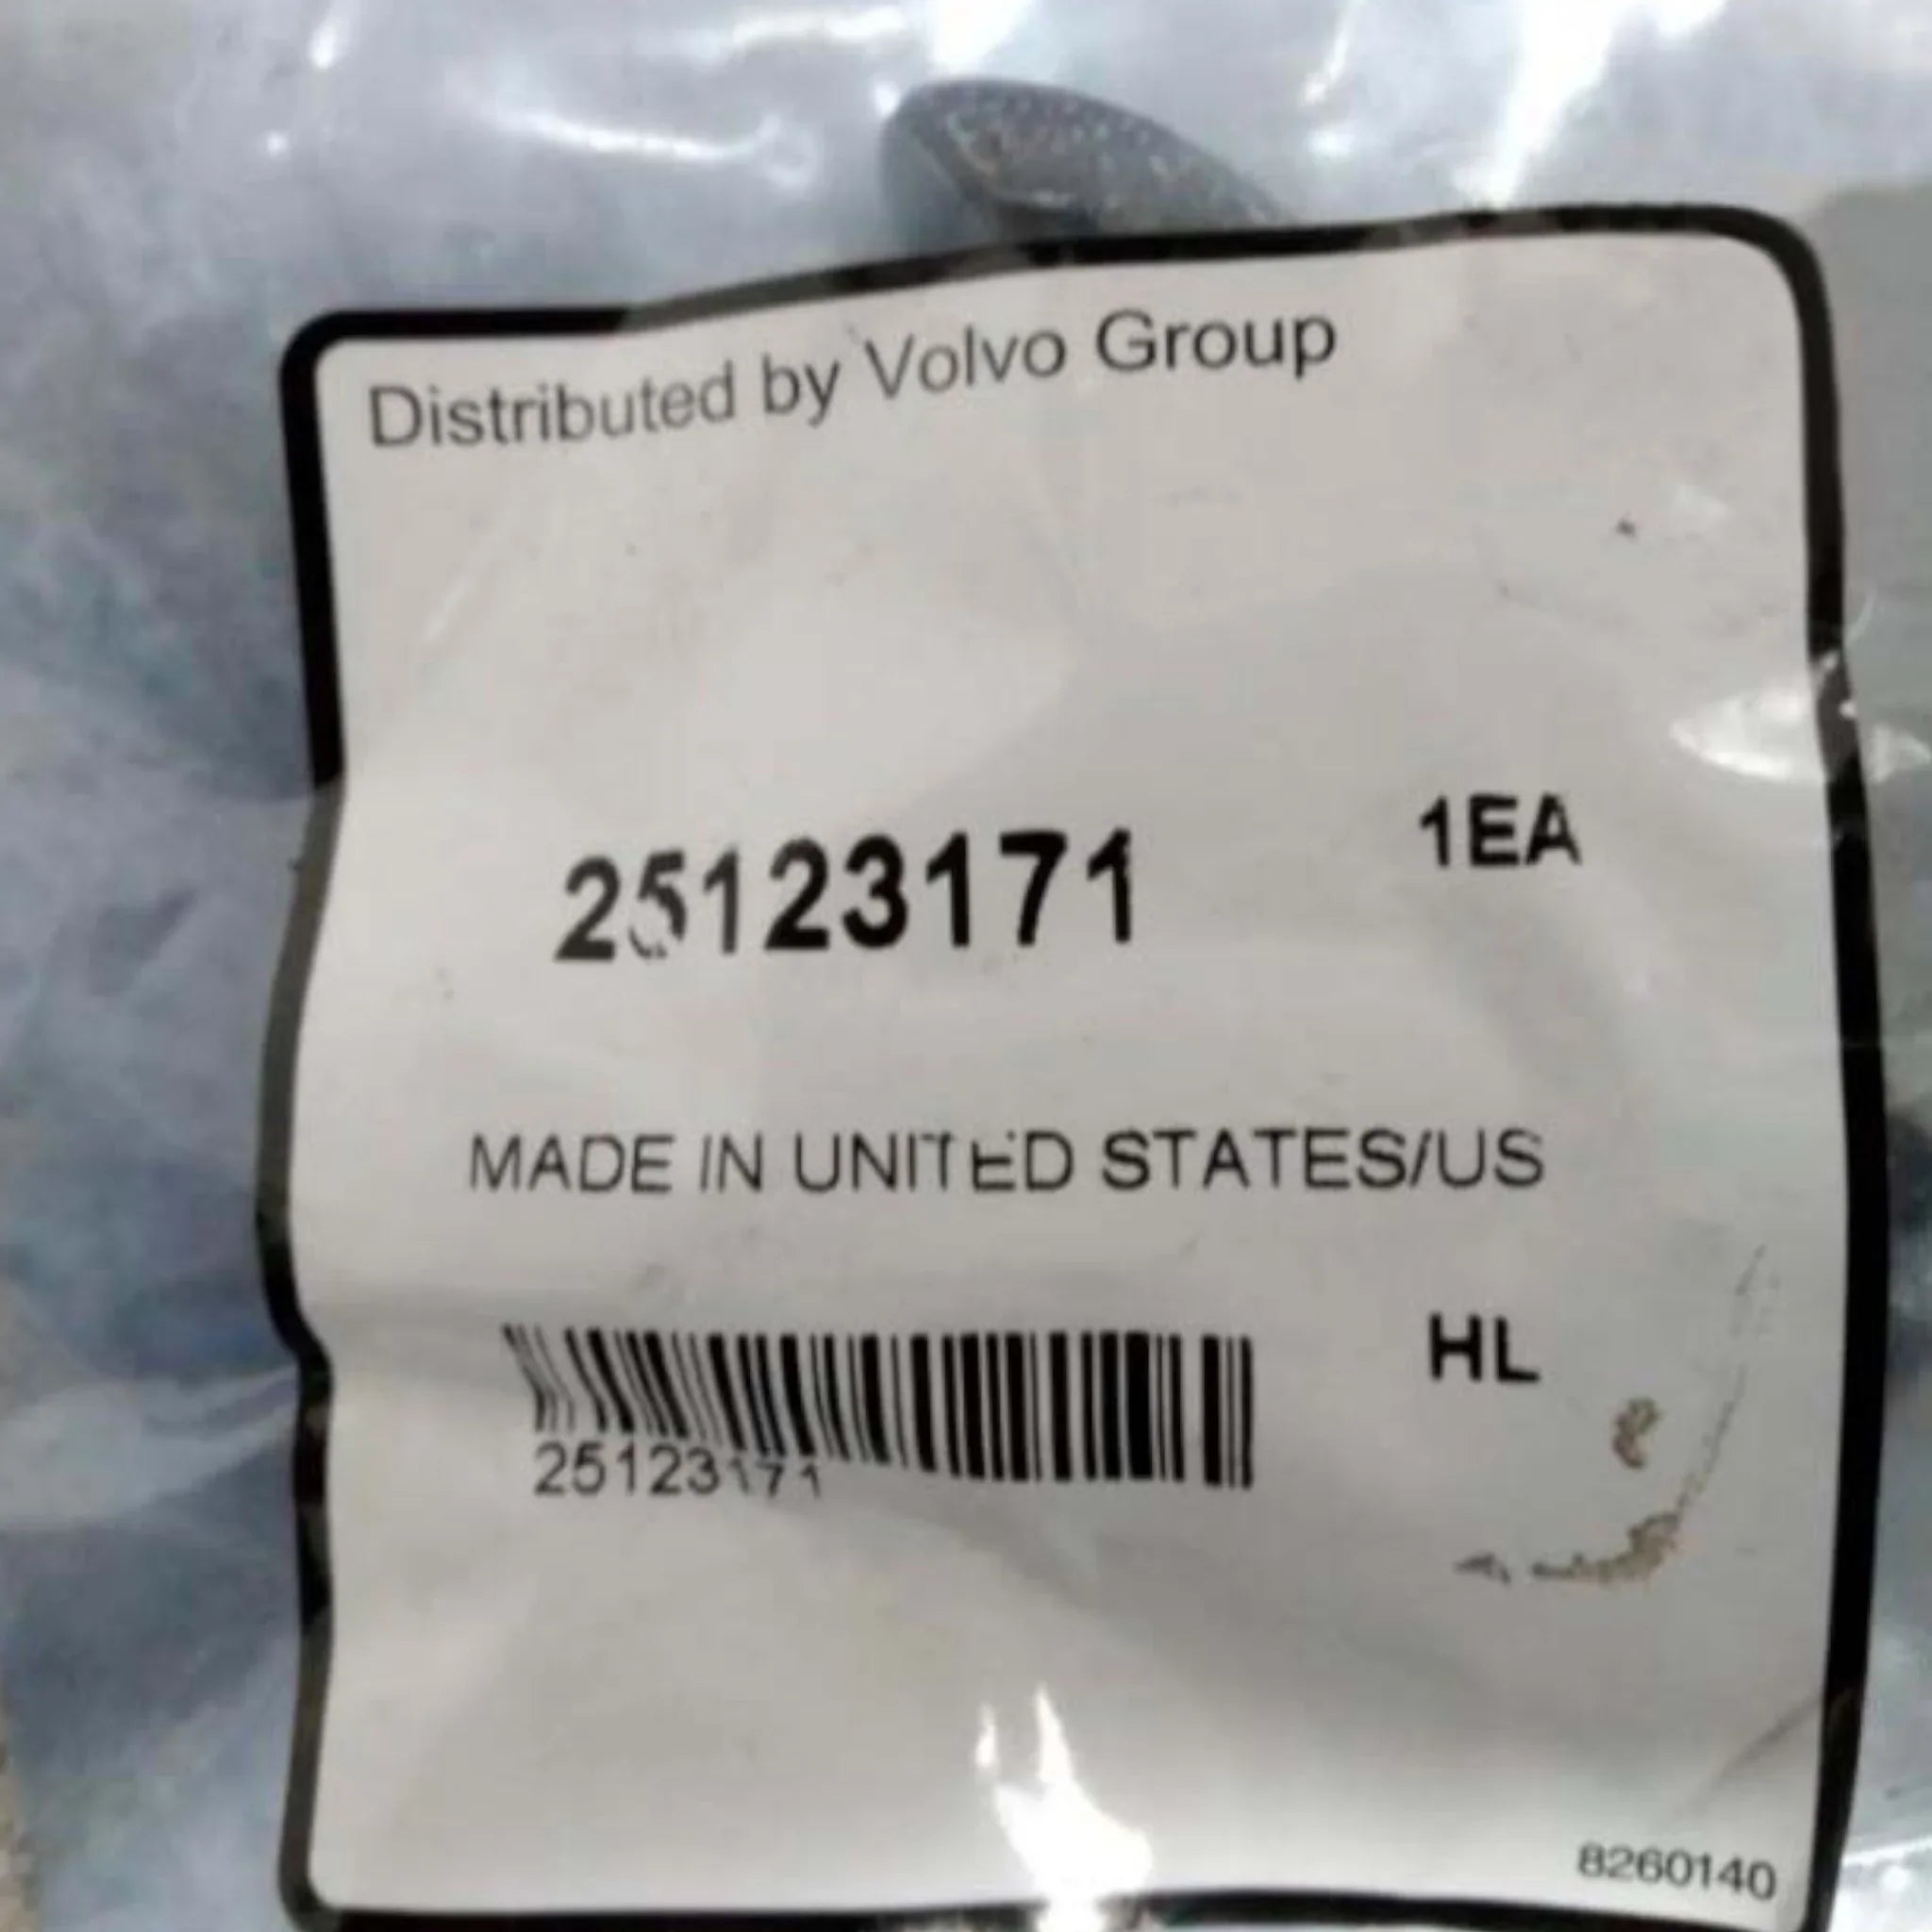 Distributed by Volvo Group
25123171
1EA
MADE IN UNITED STATES/US
HL
25123171
8260140